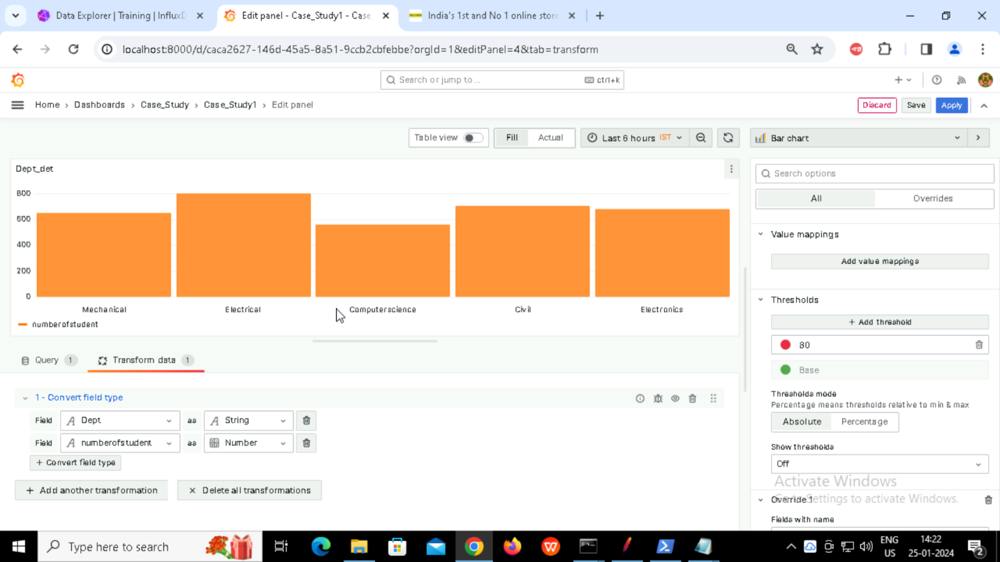 Data Explorer | Training | InfluxD
Edit panel - Case_Study1 - Case_
India's 1st and No 1 online store
localhost:8000/d/caca2627-146d-45a5-8a51-9ccb2cbfebbe?orgId=1&editPanel=4&tab=transform
Search or jump to...
ctrl+k
Home › Dashboards › Case_Study › Case_Study1 › Edit panel
Discard
Save
Apply
Table view
Fill
Actual
Last 6 hours IST
Bar chart
Dept_det
Search options
All
Overrides
800
600
400
200
0
Mechanical
Electrical
Computerscience
Civil
Electronics
numberofstudent
Value mappings
Add value mappings
Thresholds
+ Add threshold
80
Base
Thresholds mode
Percentage means thresholds relative to min & max
Absolute
Percentage
Show thresholds
Off
Query 1
Transform data 1
1 - Convert field type
Field Dept as String
Field numberofstudent as Number
+ Convert field type
+ Add another transformation
× Delete all transformations
Activate Windows
Go to Settings to activate Windows.
Override 1
Fields with name
Type here to search
ENG
US
14:22
25-01-2024
2